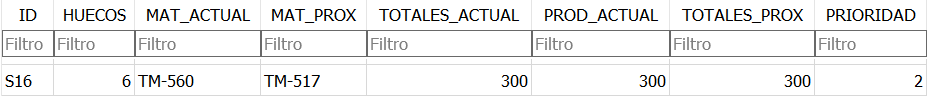 ID HUECOS MAT_ACTUAL MAT_PROX TOTALES_ACTUAL PROD_ACTUAL TOTALES_PROX PRIORIDAD
Filtro Filtro Filtro Filtro Filtro Filtro Filtro Filtro
S16 6 TM-560 TM-517 300 300 300 2